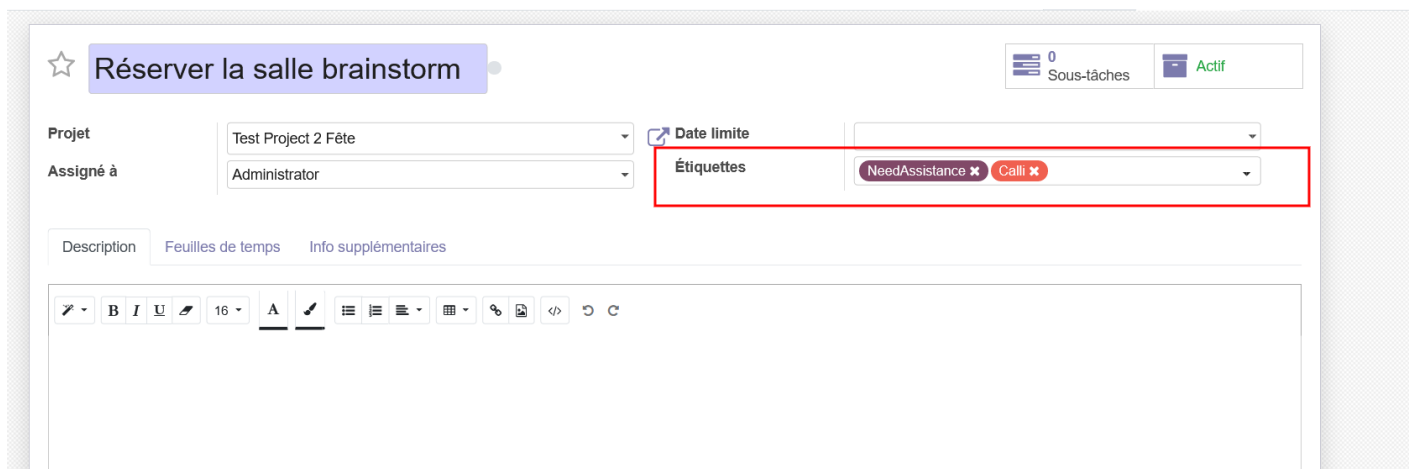 Réserver la salle brainstorm
0
Sous-tâches
Actif
Projet
Test Project 2 Fête
Date limite
Assigné à
Administrator
Étiquettes
NeedAssistance ✖ Calli ✖
Description Feuilles de temps Info supplémentaires
B I U 16 A </>